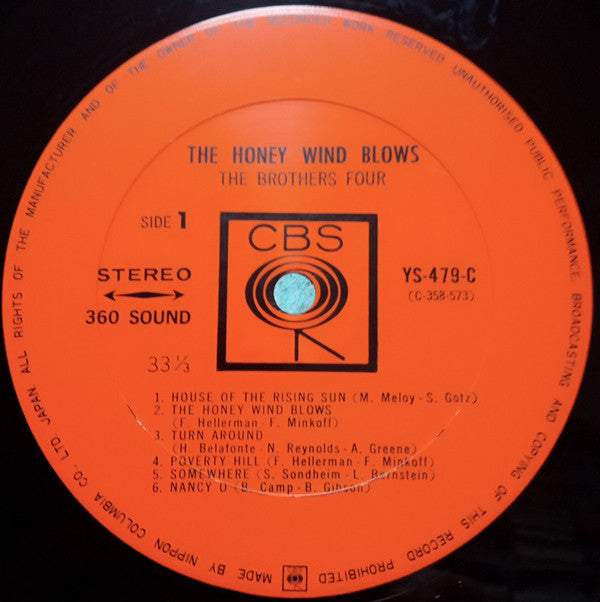 THE HONEY WIND BLOWS
THE BROTHERS FOUR
SIDE 1
CBS
STEREO
360 SOUND
YS-479-C
(C-358-573)
33 1/3
1. HOUSE OF THE RISING SUN (M. Meloy - S. Gotz)
2. THE HONEY WIND BLOWS
(F. Hellerman - F. Minkoff)
3. TURN AROUND
(H. Belafonte - N. Reynolds - A. Greene)
4. POVERTY HILL (F. Hellerman - F. Minkoff)
5. SOMEWHERE (S. Sondheim - L. Bernstein)
6. NANCY O (B. Camp - B. Gibson)
MADE BY NIPPON COLUMBIA CO., LTD. JAPAN ALL RIGHTS OF THE MANUFACTURER AND OF THE OWNER OF THE RECORDED WORK RESERVED UNAUTHORISED PUBLIC PERFORMANCE. BROADCASTING AND COPYING OF THIS RECORD PROHIBITED